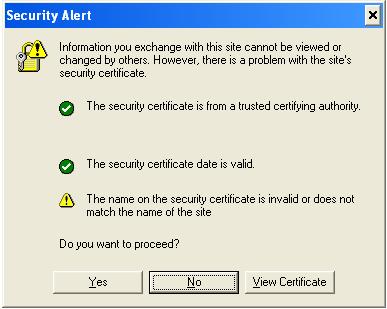 Security Alert
Information you exchange with this site cannot be viewed or
changed by others. However, there is a problem with the site's
security certificate.
The security certificate is from a trusted certifying authority.
The security certificate date is valid.
The name on the security certificate is invalid or does not
match the name of the site
Do you want to proceed?
Yes
No
View Certificate